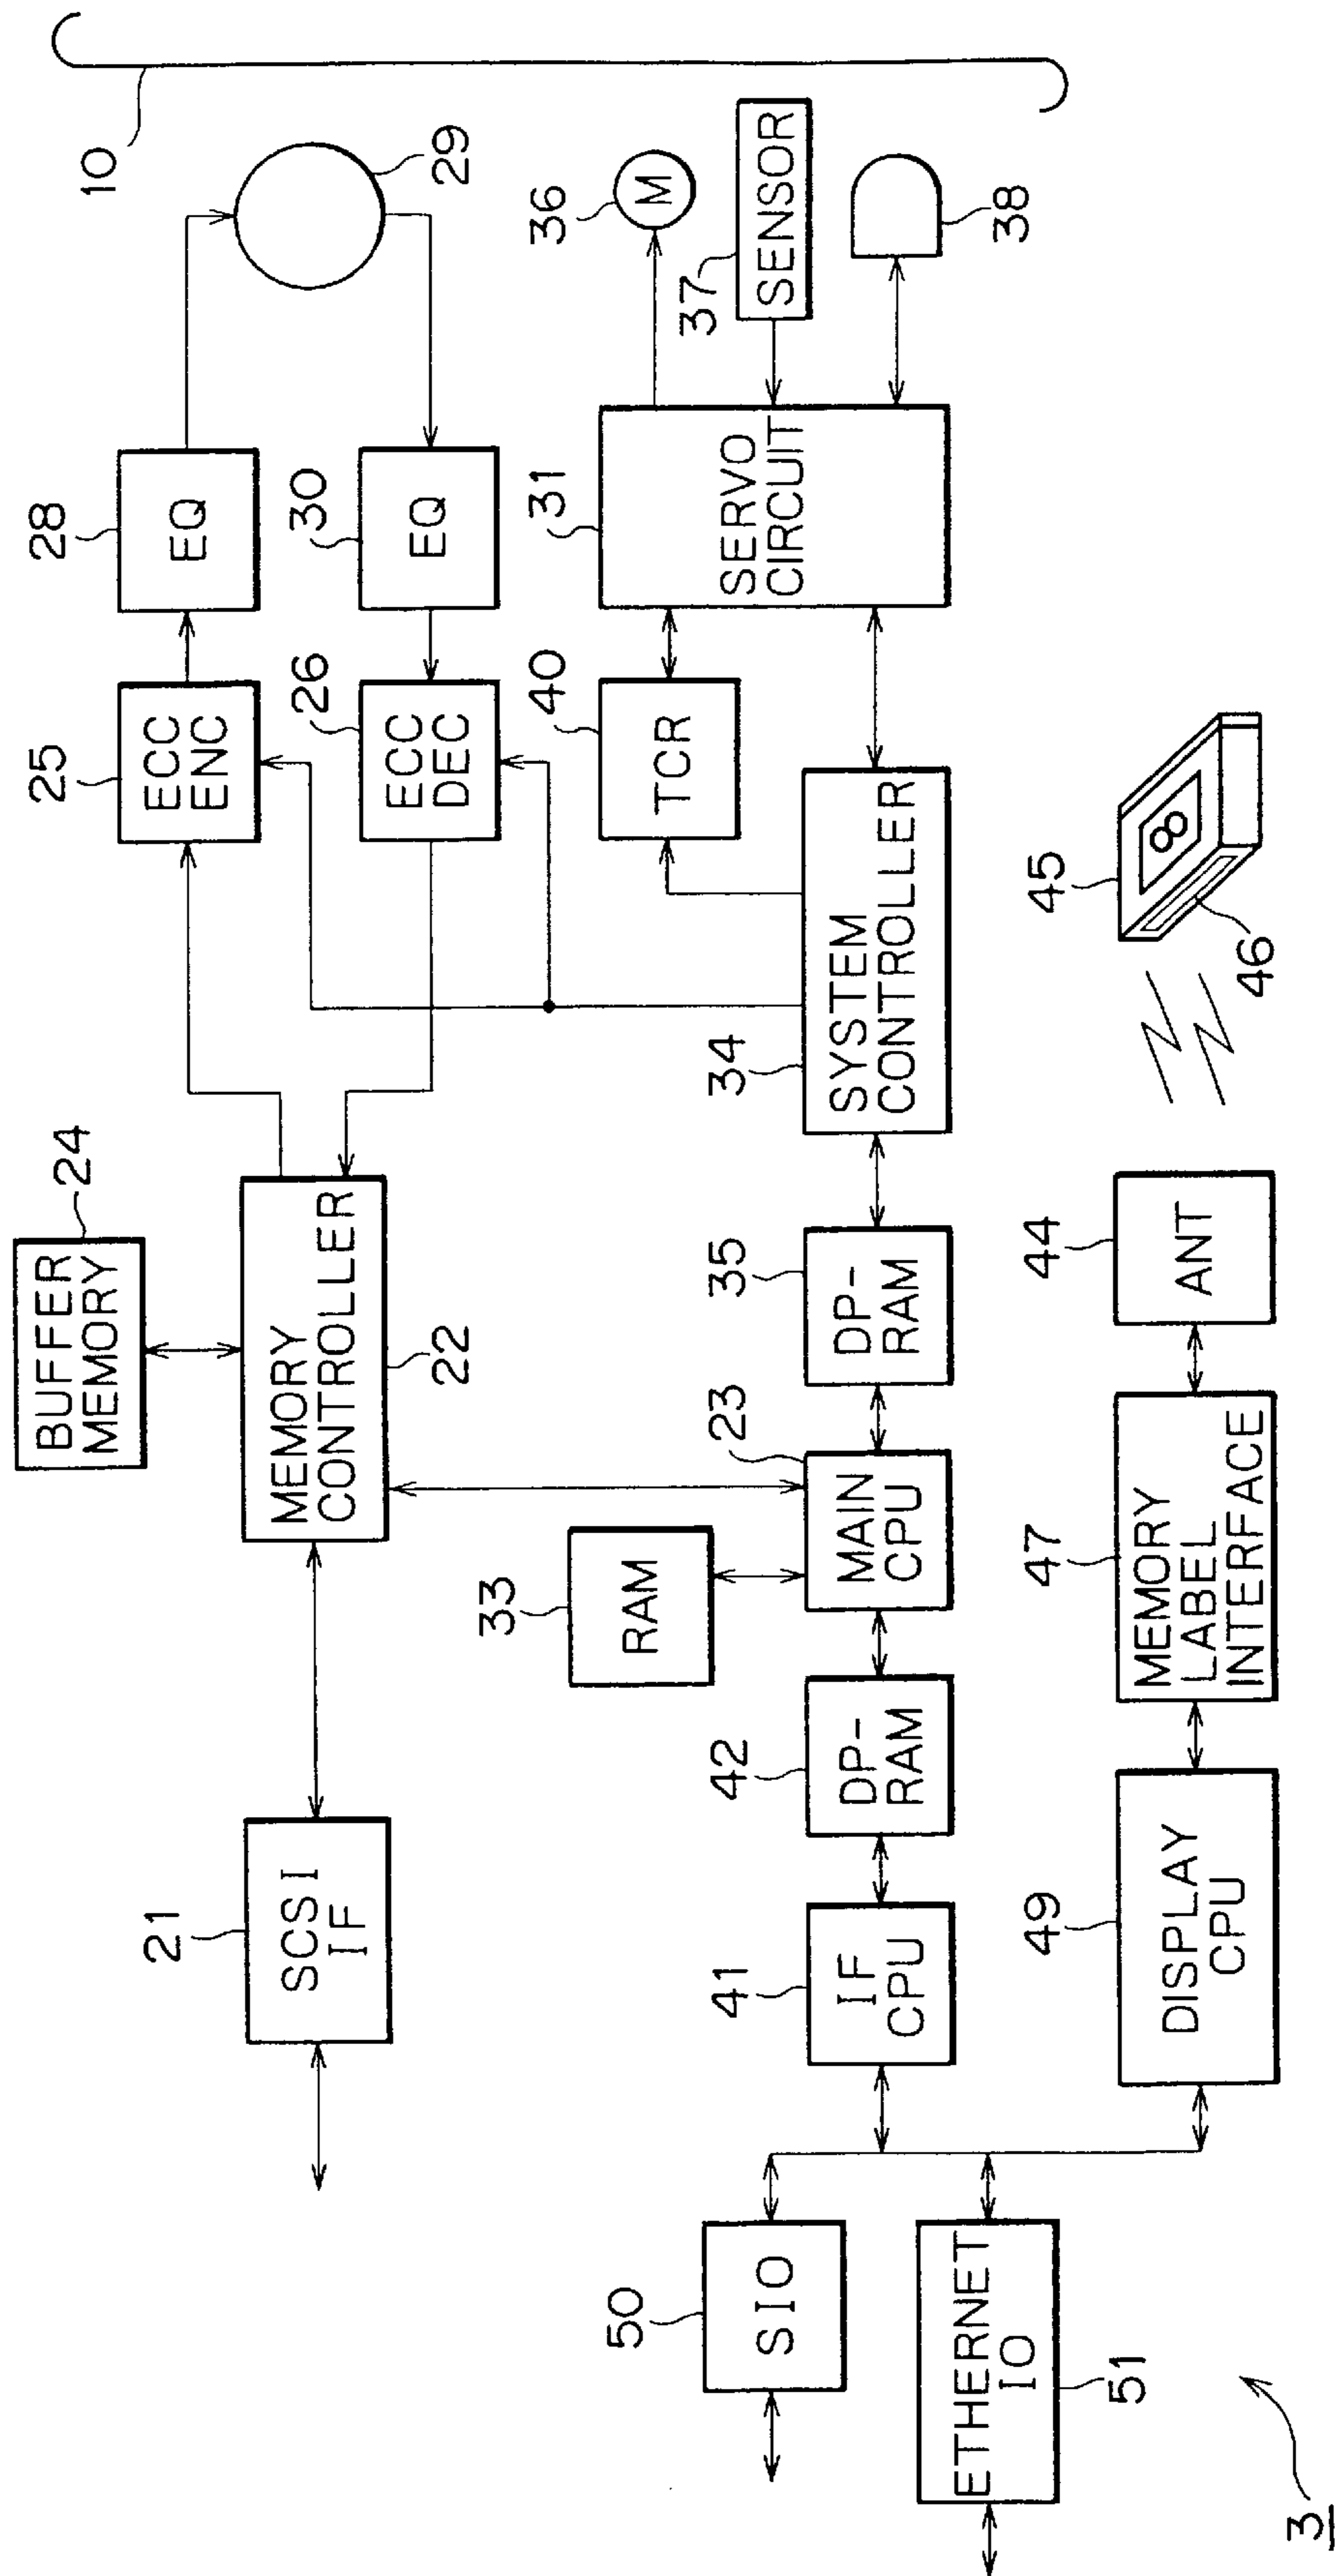 10
25
ECC
ENC
28
EQ
29
BUFFER
MEMORY
24
21
SCSI
IF
MEMORY
CONTROLLER
22
26
ECC
DEC
30
EQ
33
RAM
40
TCR
31
SERVO
CIRCUIT
36
M
37
SENSOR
38
50
SIO
41
IF
CPU
42
DP-
RAM
23
MAIN
CPU
35
DP-
RAM
34
SYSTEM
CONTROLLER
ETHERNET
IO
51
49
DISPLAY
CPU
47
MEMORY
LABEL
INTERFACE
44
ANT
45
46
3